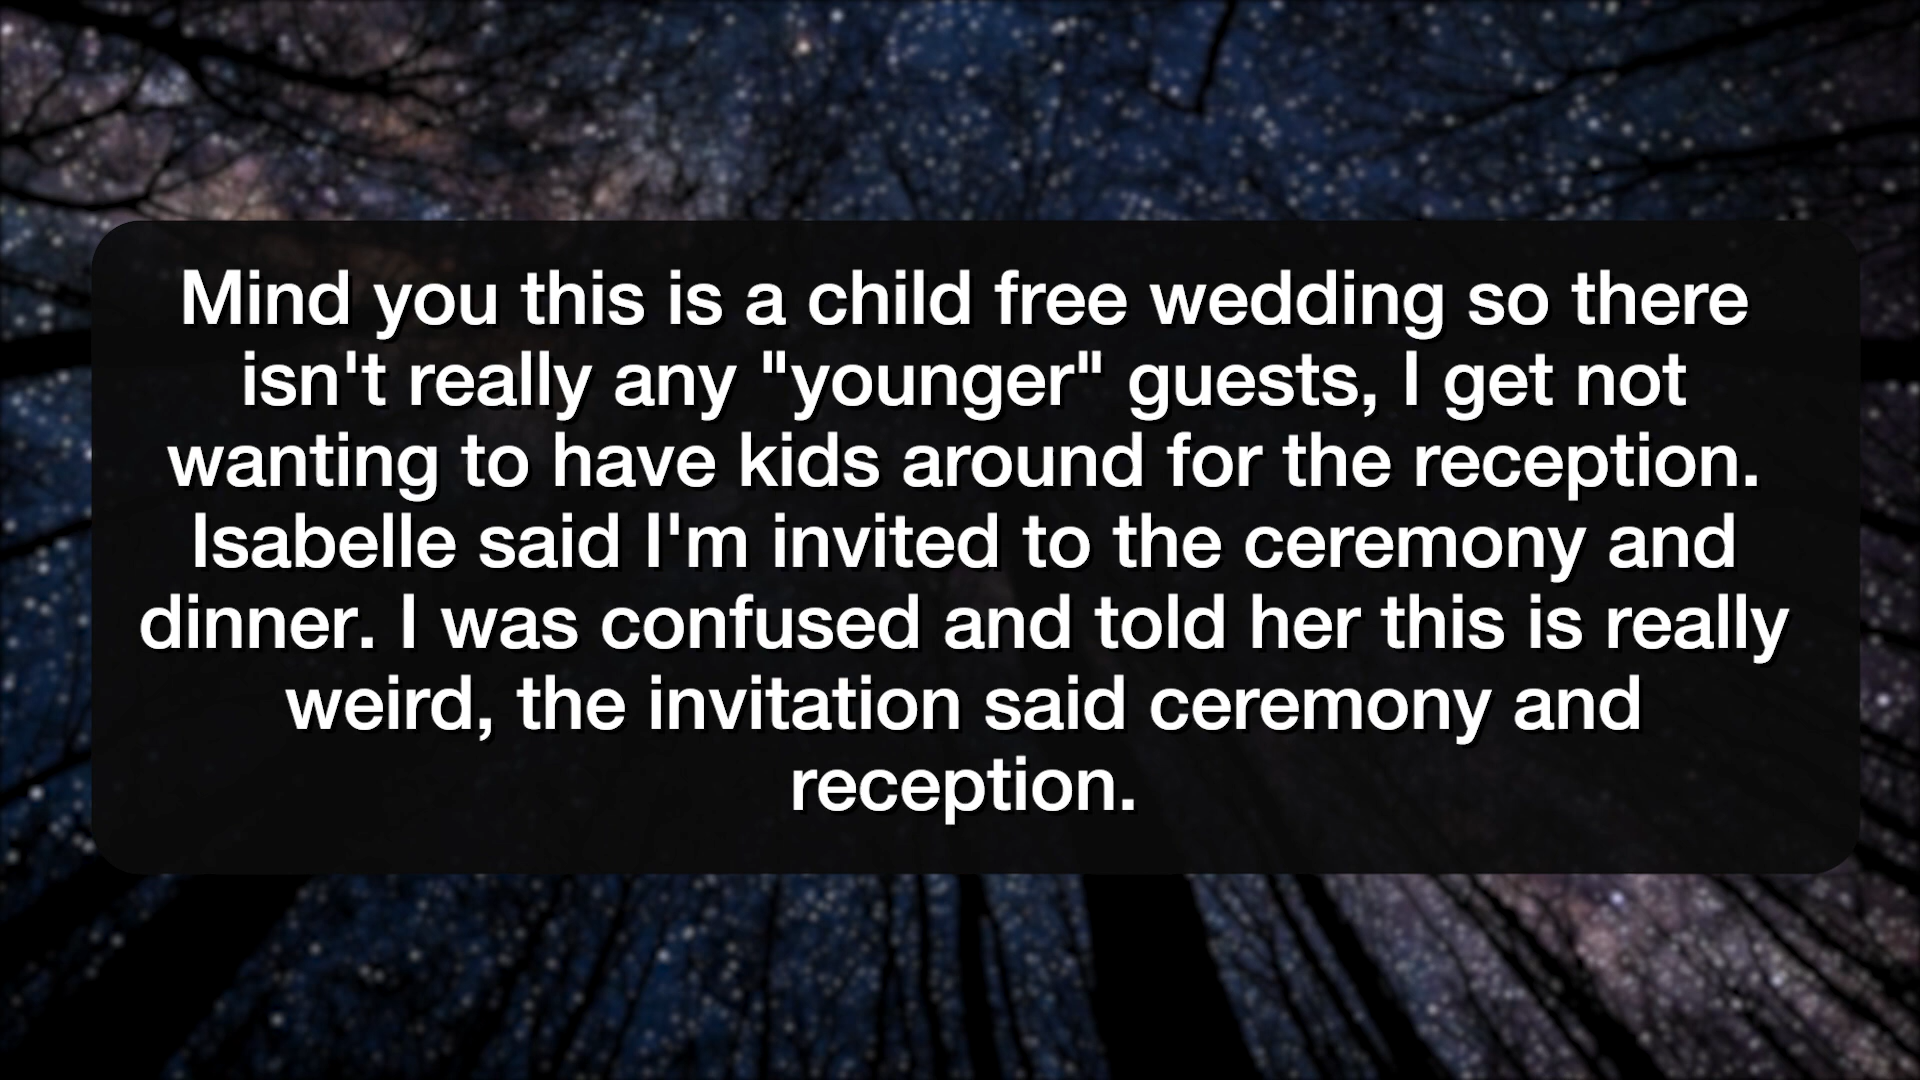 Mind you this is a child free wedding so there
isn't really any "younger" guests, I get not
wanting to have kids around for the reception.
Isabelle said I'm invited to the ceremony and
dinner. I was confused and told her this is really
weird, the invitation said ceremony and
reception.